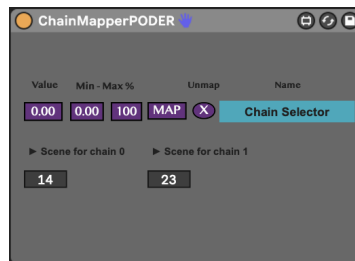 ChainMapperPODER
Value Min - Max % Unmap Name
0.00 0.00 100 MAP X Chain Selector
► Scene for chain 0 ► Scene for chain 1
14 23